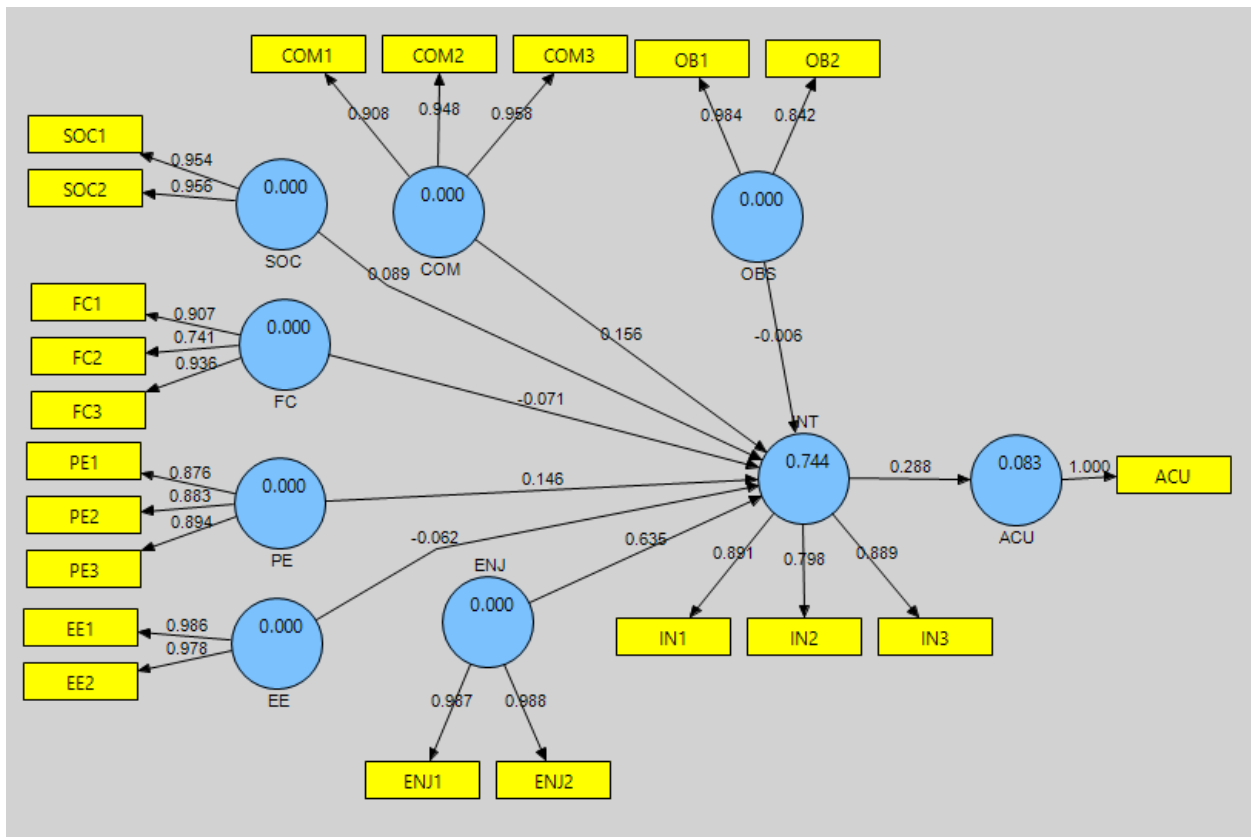 COM1
COM2
COM3
OB1
OB2
0.908
0.948
0.958
0.984
0.842
SOC1
SOC2
0.954
0.956
0.000
SOC
0.000
COM
0.000
OBS
0.089
0.156
-0.006
FC1
FC2
FC3
0.907
0.741
0.936
0.000
FC
-0.071
PE1
PE2
PE3
0.876
0.883
0.894
0.000
PE
0.146
INT
0.744
0.288
0.083
ACU
1.000
ACU
-0.062
0.635
EE1
EE2
0.986
0.978
0.000
EE
ENJ
0.000
0.891
0.798
0.889
IN1
IN2
IN3
0.987
0.988
ENJ1
ENJ2